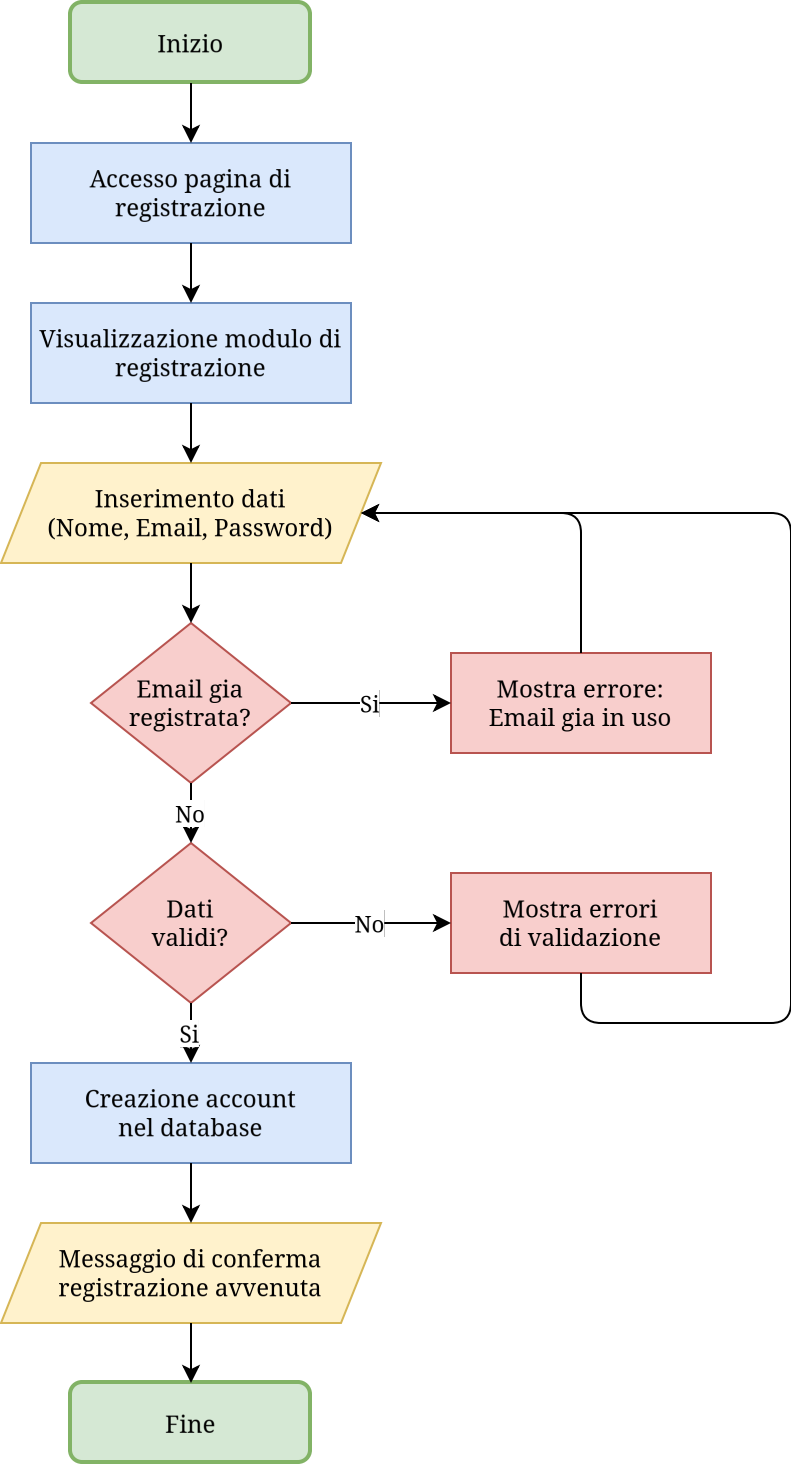 Inizio
Accesso pagina di
registrazione
Visualizzazione modulo di
registrazione
Inserimento dati
(Nome, Email, Password)
Email gia
registrata?
Si
Mostra errore:
Email gia in uso
No
Dati
validi?
No
Mostra errori
di validazione
Si
Creazione account
nel database
Messaggio di conferma
registrazione avvenuta
Fine